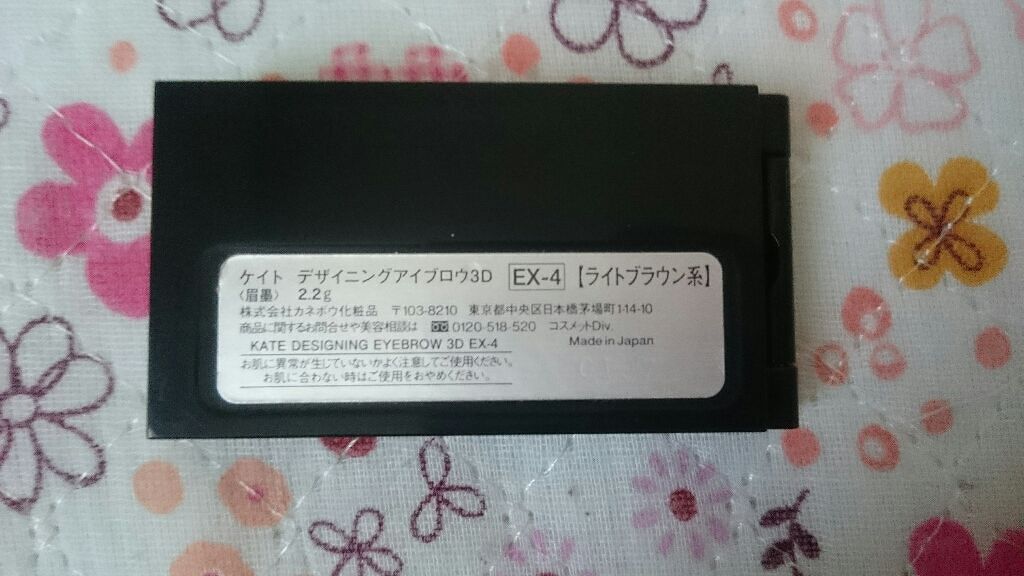 ケイト デザイニングアイブロウ3D EX-4 【ライトブラウン系】
〈眉墨〉 2.2g
株式会社カネボウ化粧品 〒103-8210 東京都中央区日本橋茅場町1-14-10
商品に関するお問合せや美容相談は 0120-518-520 コスメットDiv.
KATE DESIGNING EYEBROW 3D EX-4 Made in Japan
お肌に異常が生じていないかよく注意してご使用ください。
お肌に合わない時はご使用をおやめください。